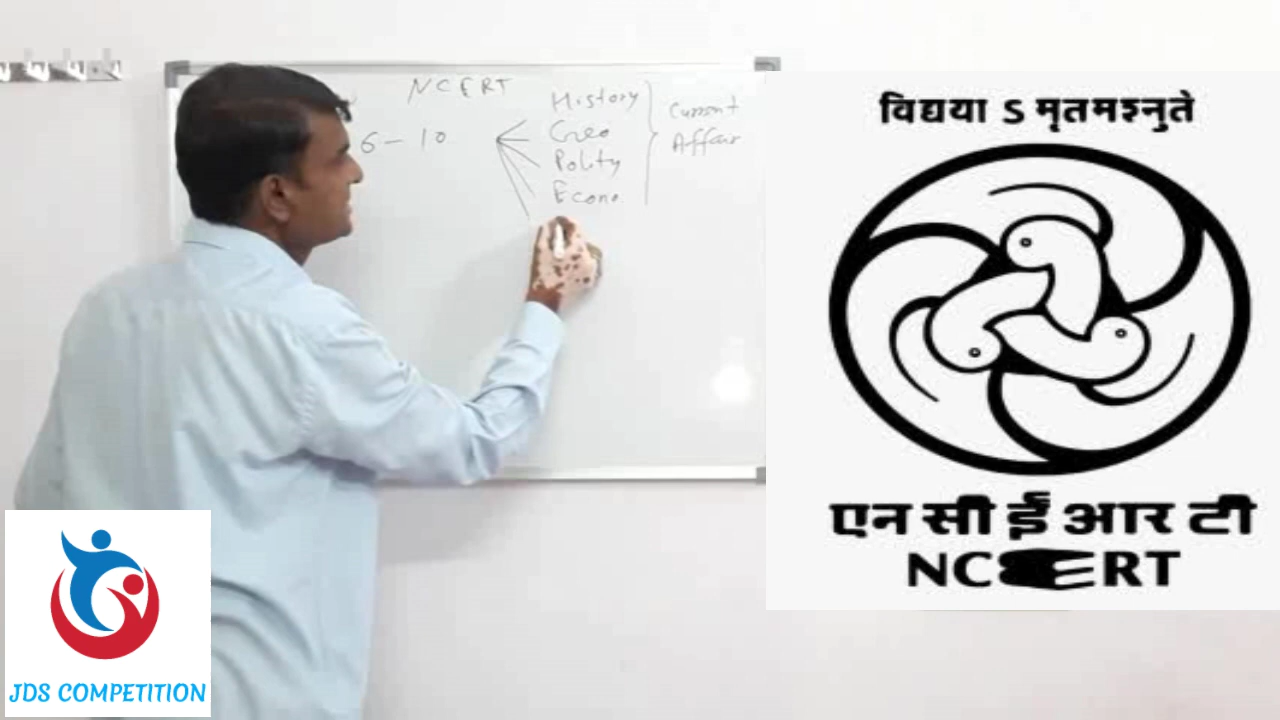 NCERT
6-10
History
Geo
Polity
Econo.
Current
Affair
विद्यया S मृतमश्नुते
एन सी ई आर टी
NCERT
JDS COMPETITION